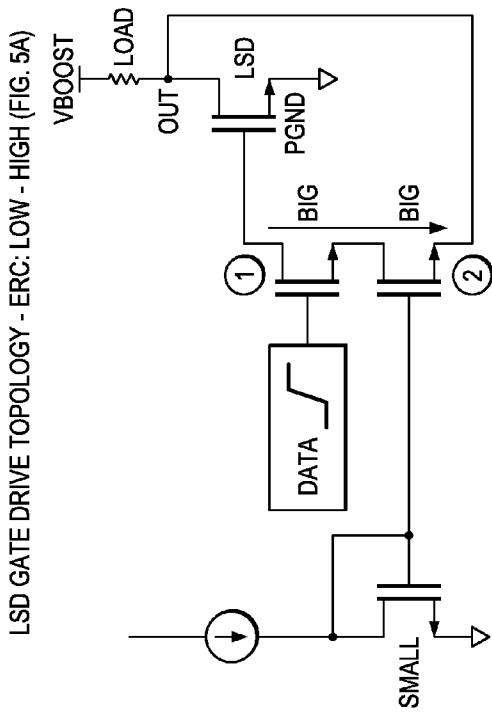 LSD GATE DRIVE TOPOLOGY - ERC: LOW - HIGH (FIG. 5A)
VBOOST
LOAD
OUT
LSD
PGND
1
BIG
BIG
2
DATA
SMALL